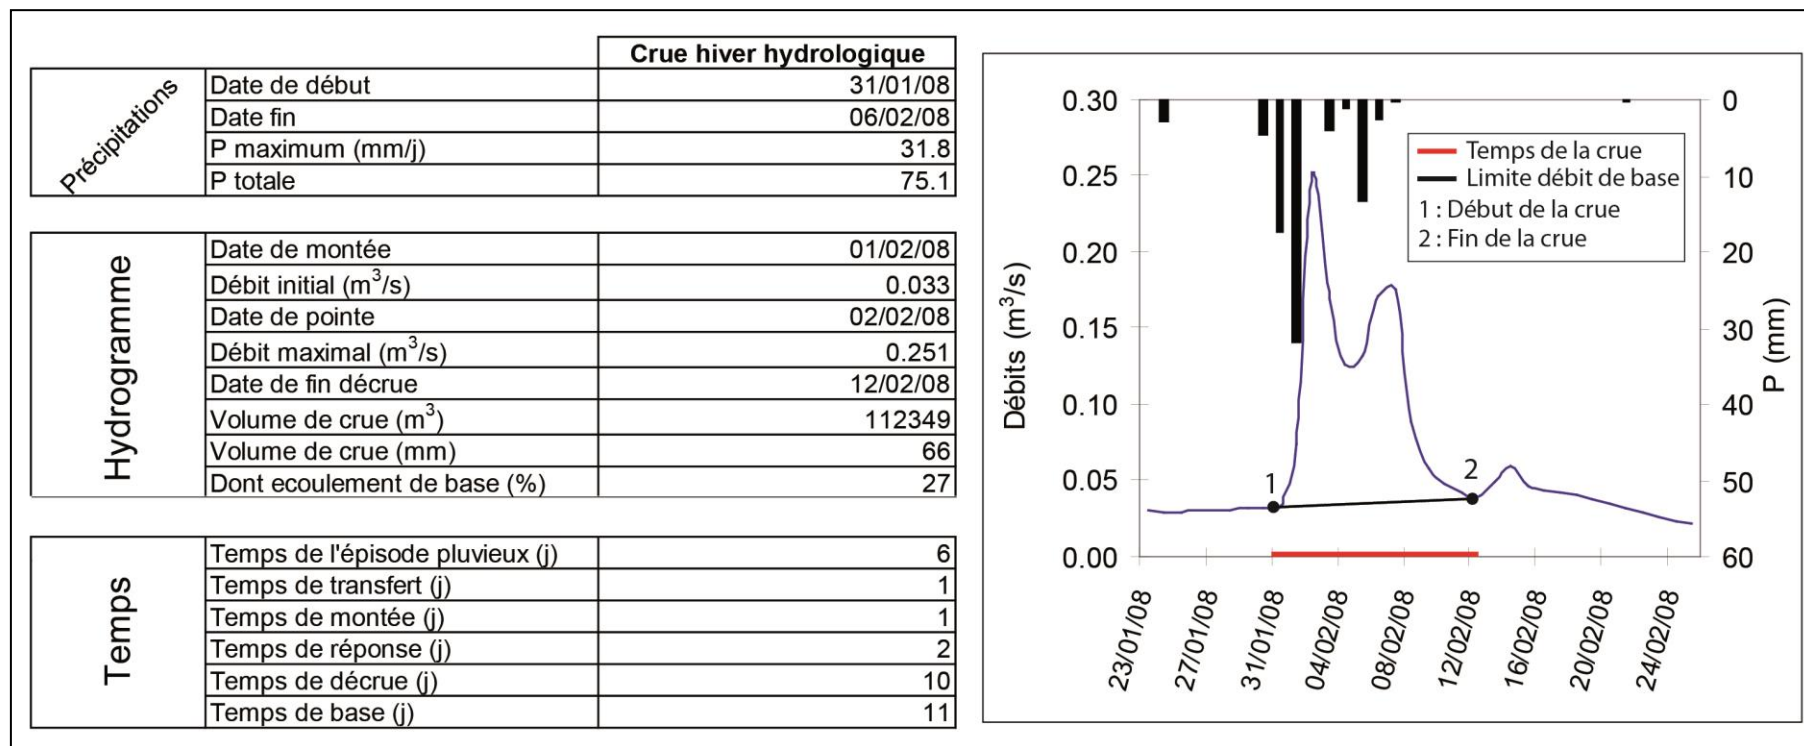 Crue hiver hydrologique
Précipitations
Date de début 31/01/08
Date fin 06/02/08
P maximum (mm/j) 31.8
P totale 75.1
Hydrogramme
Date de montée 01/02/08
Débit initial (m³/s) 0.033
Date de pointe 02/02/08
Débit maximal (m³/s) 0.251
Date de fin décrue 12/02/08
Volume de crue (m³) 112349
Volume de crue (mm) 66
Dont ecoulement de base (%) 27
Temps
Temps de l'épisode pluvieux (j) 6
Temps de transfert (j) 1
Temps de montée (j) 1
Temps de réponse (j) 2
Temps de décrue (j) 10
Temps de base (j) 11
Débits (m³/s)
0.30
0.25
0.20
0.15
0.10
0.05
0.00
Temps de la crue
Limite débit de base
1 : Début de la crue
2 : Fin de la crue
1
2
0
10
20
30
40
50
60
P (mm)
23/01/08
27/01/08
31/01/08
04/02/08
08/02/08
12/02/08
16/02/08
20/02/08
24/02/08